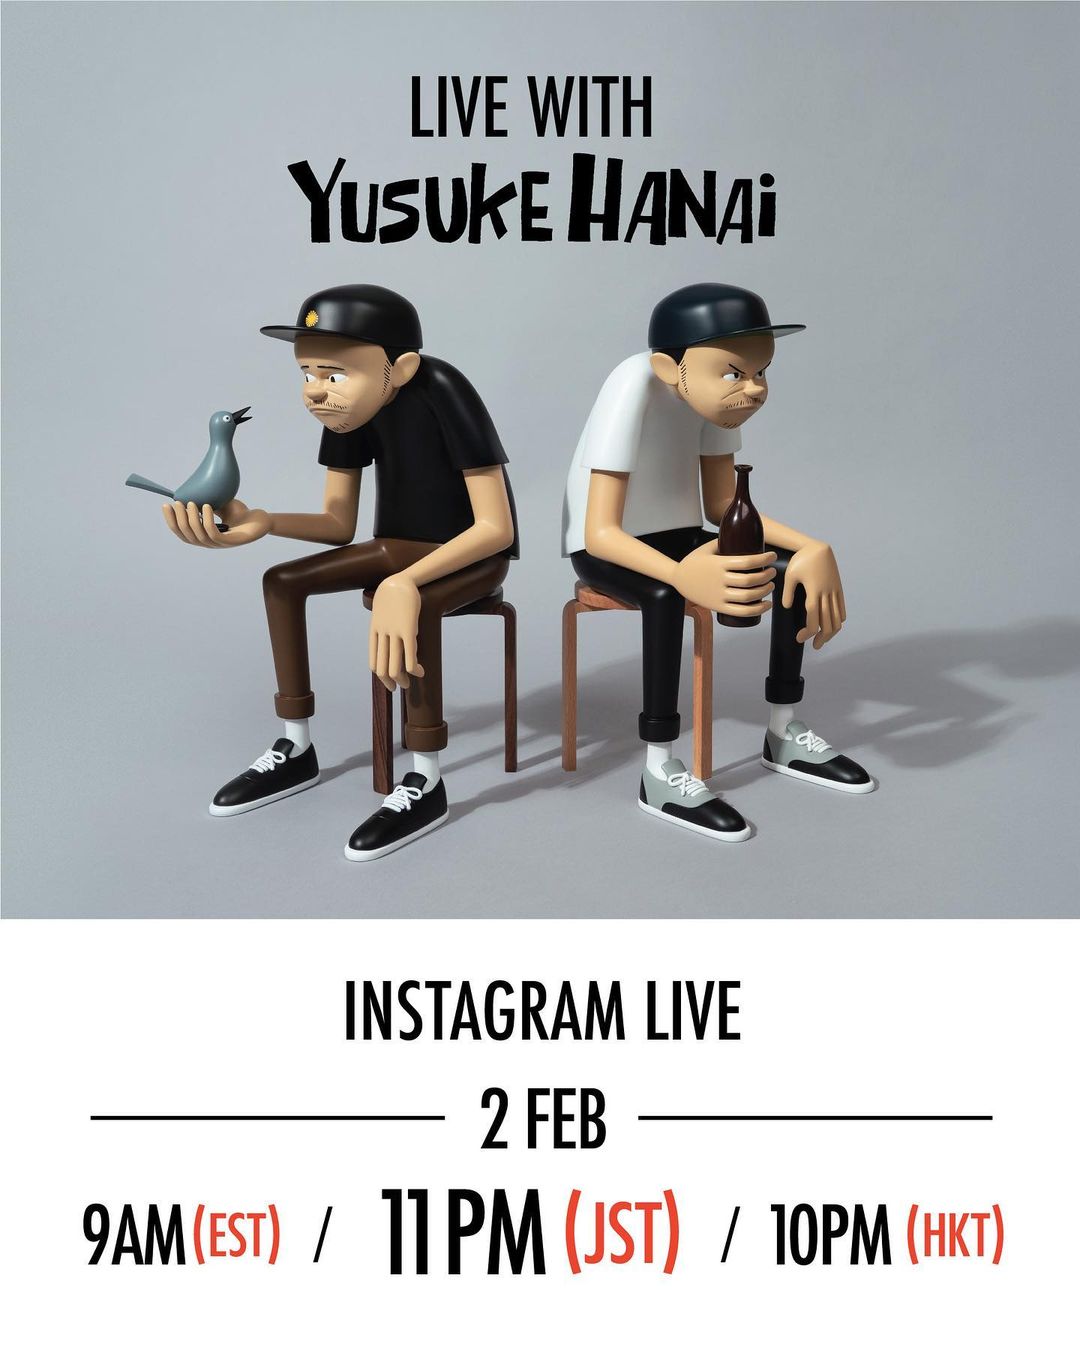 LIVE WITH
YUSUKE HANAi
INSTAGRAM LIVE
2 FEB
9AM (EST) / 11 PM (JST) / 10PM (HKT)